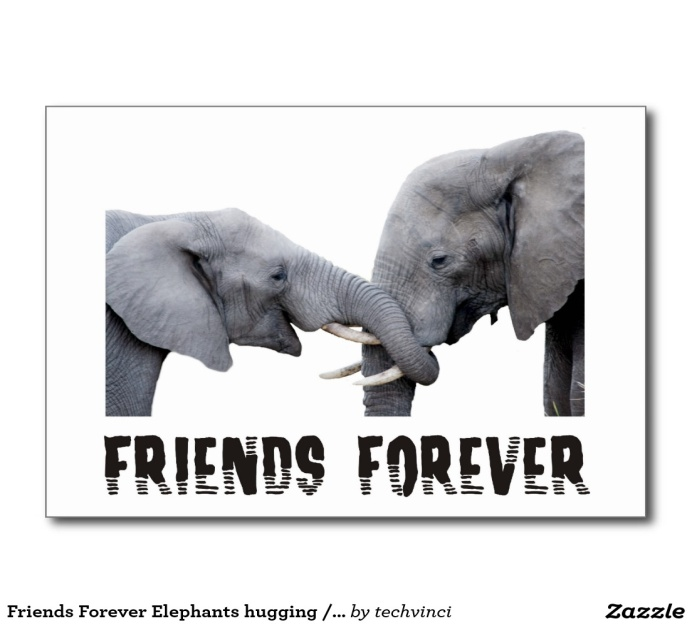 FRIENDS FOREVER
Friends Forever Elephants hugging /... by techvinci
Zazzle